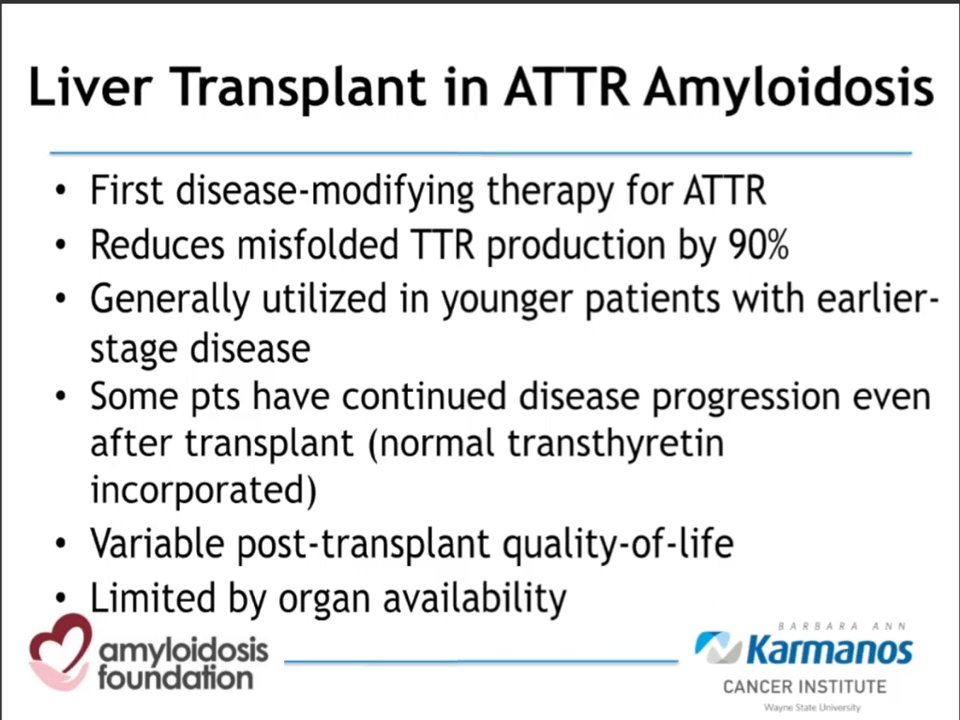 Liver Transplant in ATTR Amyloidosis
• First disease-modifying therapy for ATTR
• Reduces misfolded TTR production by 90%
• Generally utilized in younger patients with earlier-
stage disease
• Some pts have continued disease progression even
after transplant (normal transthyretin
incorporated)
• Variable post-transplant quality-of-life
• Limited by organ availability
amyloidosis
foundation
BARBARA ANN
Karmanos
CANCER INSTITUTE
Wayne State University